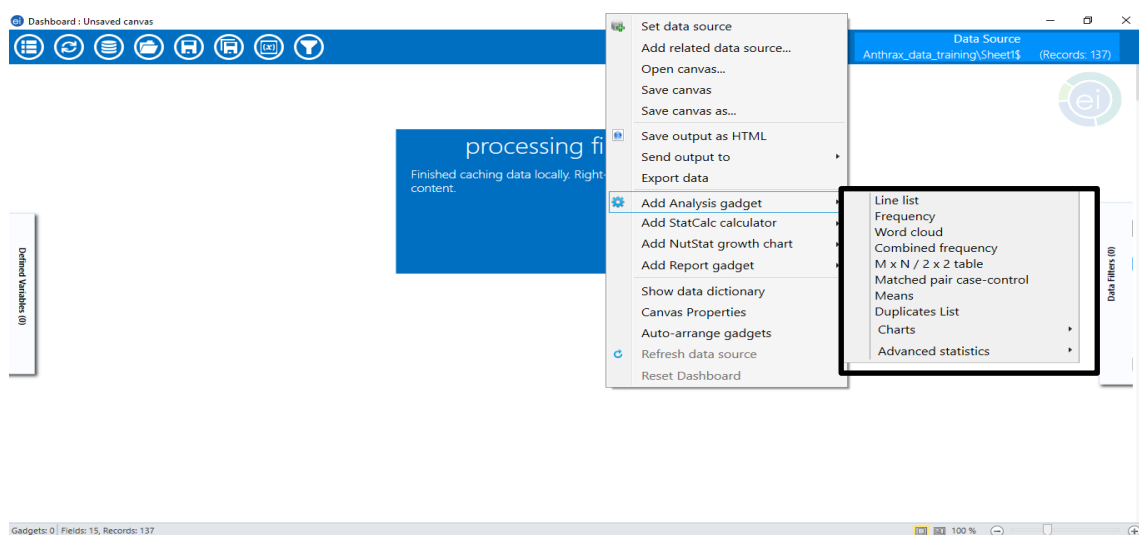 ei Dashboard : Unsaved canvas
(x)
Data Source
Anthrax_data_training\Sheet1$ (Records: 137)
ei
processing fi
Finished caching data locally. Right-
content.
Set data source
Add related data source...
Open canvas...
Save canvas
Save canvas as...
Save output as HTML
Send output to
Export data
Add Analysis gadget
Add StatCalc calculator
Add NutStat growth chart
Add Report gadget
Show data dictionary
Canvas Properties
Auto-arrange gadgets
Refresh data source
Reset Dashboard
Line list
Frequency
Word cloud
Combined frequency
M x N / 2 x 2 table
Matched pair case-control
Means
Duplicates List
Charts
Advanced statistics
Defined Variables (0)
Data Filters (0)
Gadgets: 0 Fields: 15, Records: 137
100 %